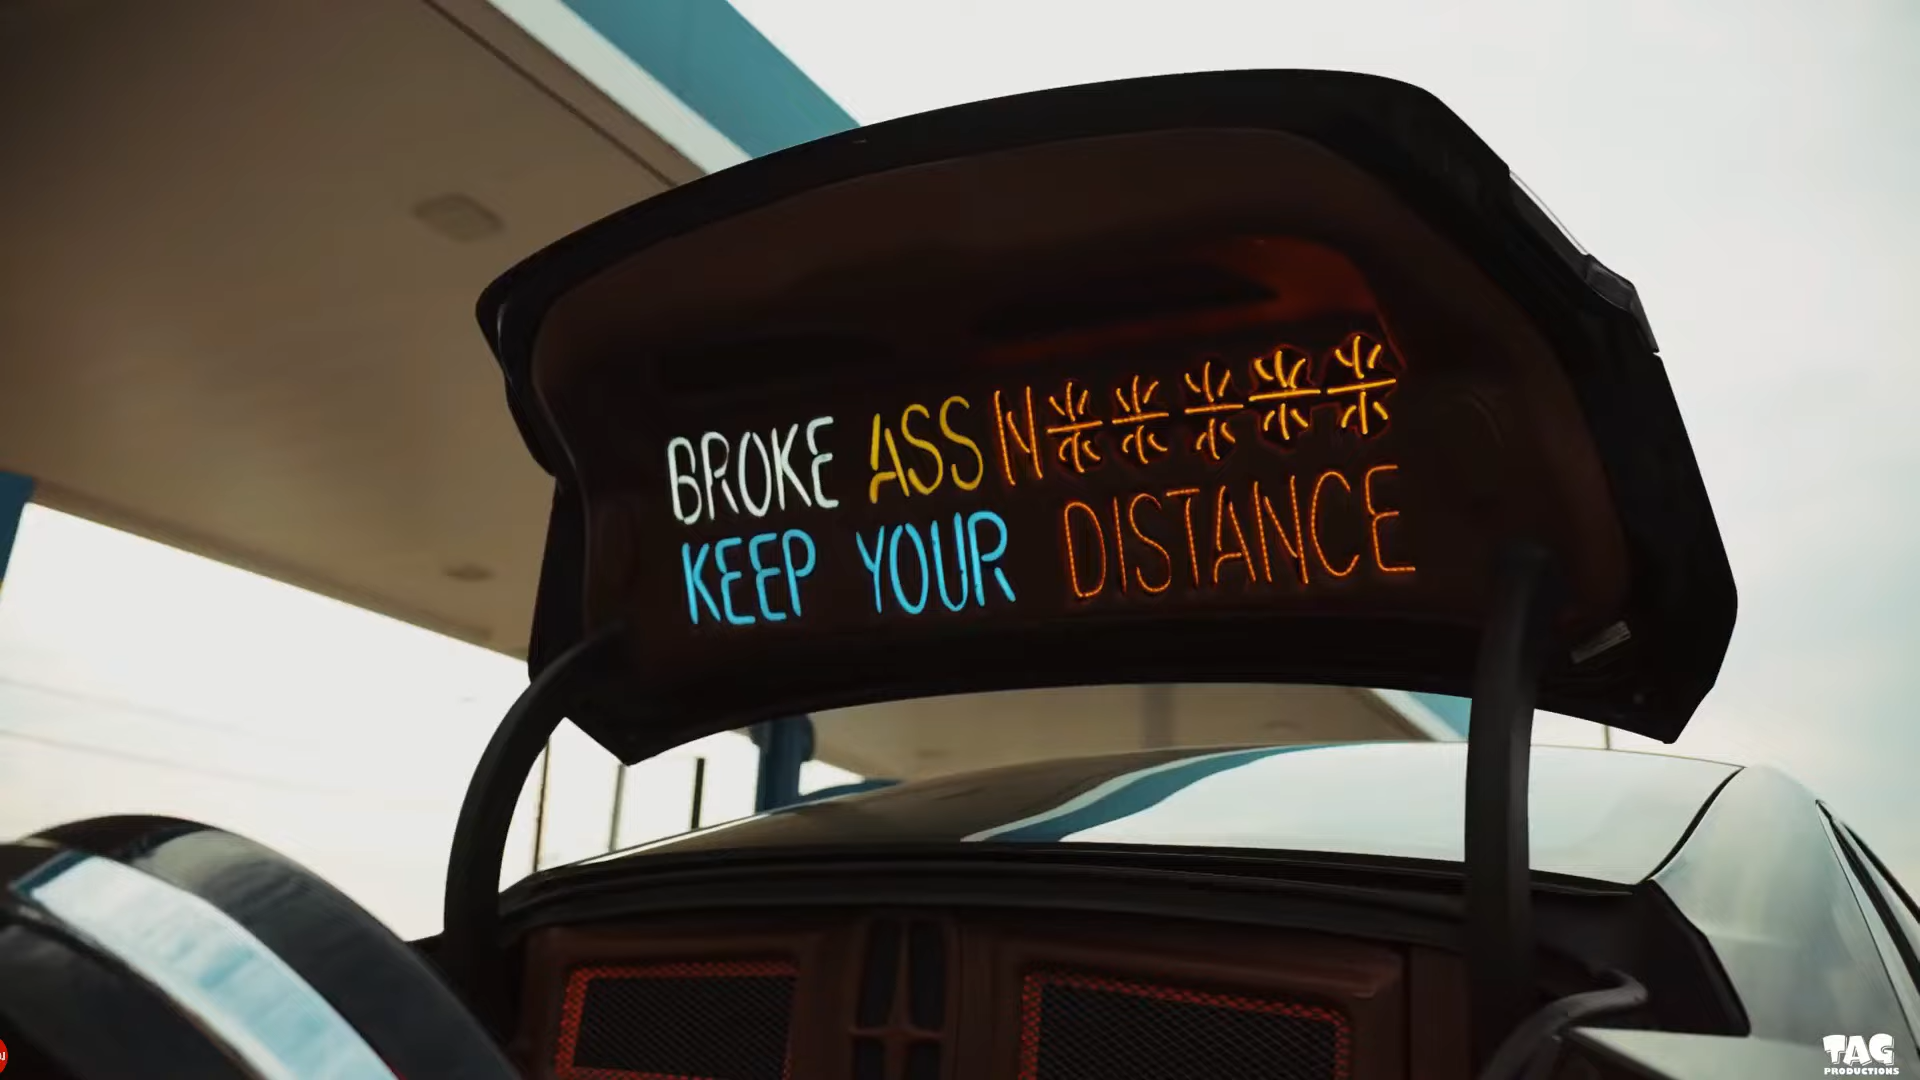 BROKE ASS N*****
KEEP YOUR DISTANCE
TAG
PRODUCTIONS